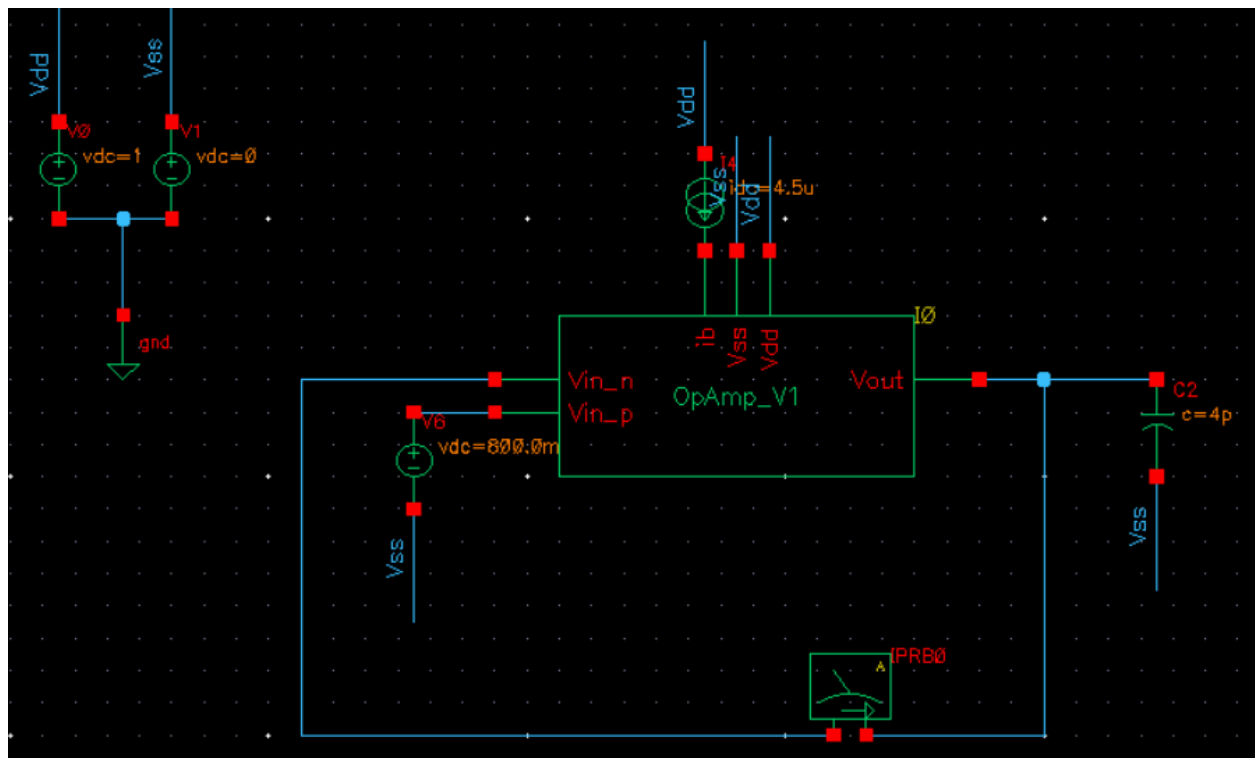 Vdd
Vss
V0
vdc=1
V1
vdc=0
gnd
Vdd
I4
idc=4.5u
Vss
Vdd
I0
ib
Vss
Vdd
Vin_n
Vin_p
OpAmp_V1
Vout
V6
vdc=800.0m
Vss
C2
c=4p
Vss
IPRB0
A